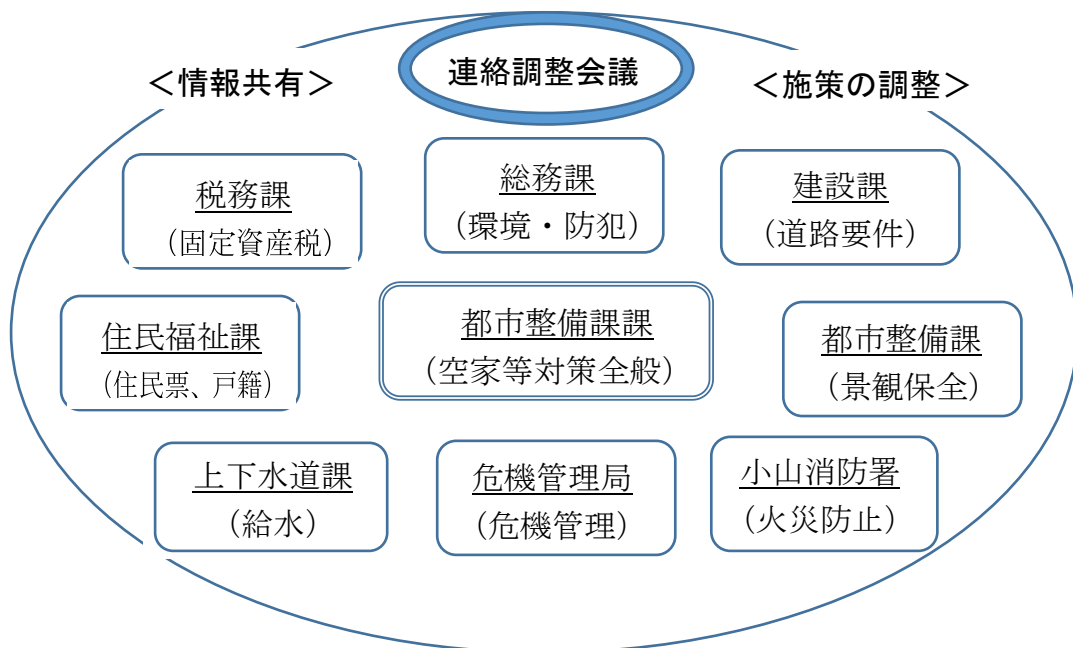 連絡調整会議
＜情報共有＞
＜施策の調整＞
税務課
（固定資産税）
総務課
（環境・防犯）
建設課
（道路要件）
住民福祉課
（住民票、戸籍）
都市整備課課
（空家等対策全般）
都市整備課
（景観保全）
上下水道課
（給水）
危機管理局
（危機管理）
小山消防署
（火災防止）